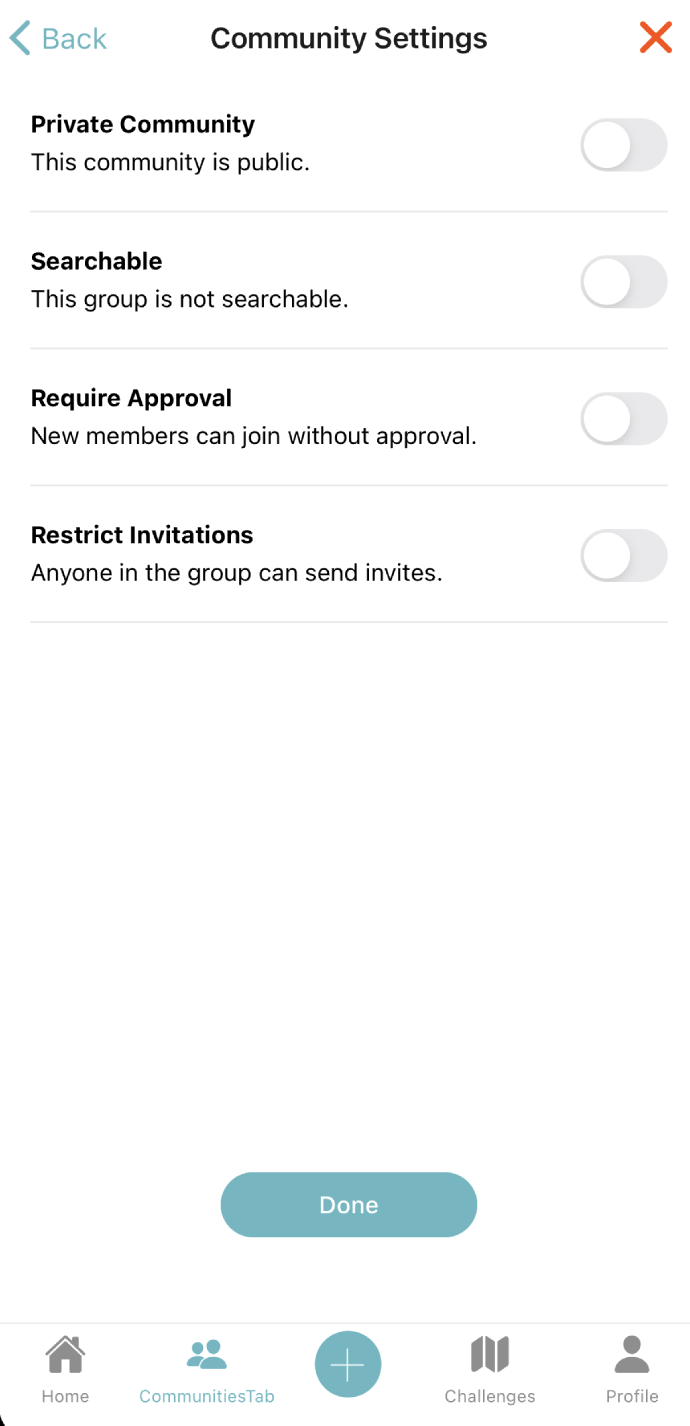 Back
Community Settings
Private Community
This community is public.
Searchable
This group is not searchable.
Require Approval
New members can join without approval.
Restrict Invitations
Anyone in the group can send invites.
Done
Home
CommunitiesTab
Challenges
Profile